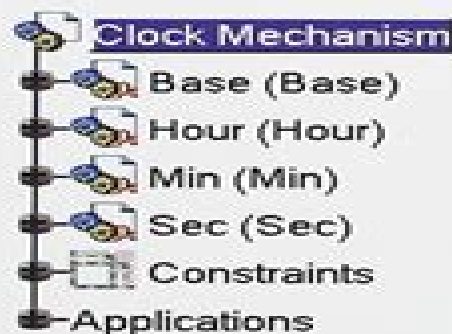 Clock Mechanism
Base (Base)
Hour (Hour)
Min (Min)
Sec (Sec)
Constraints
Applications